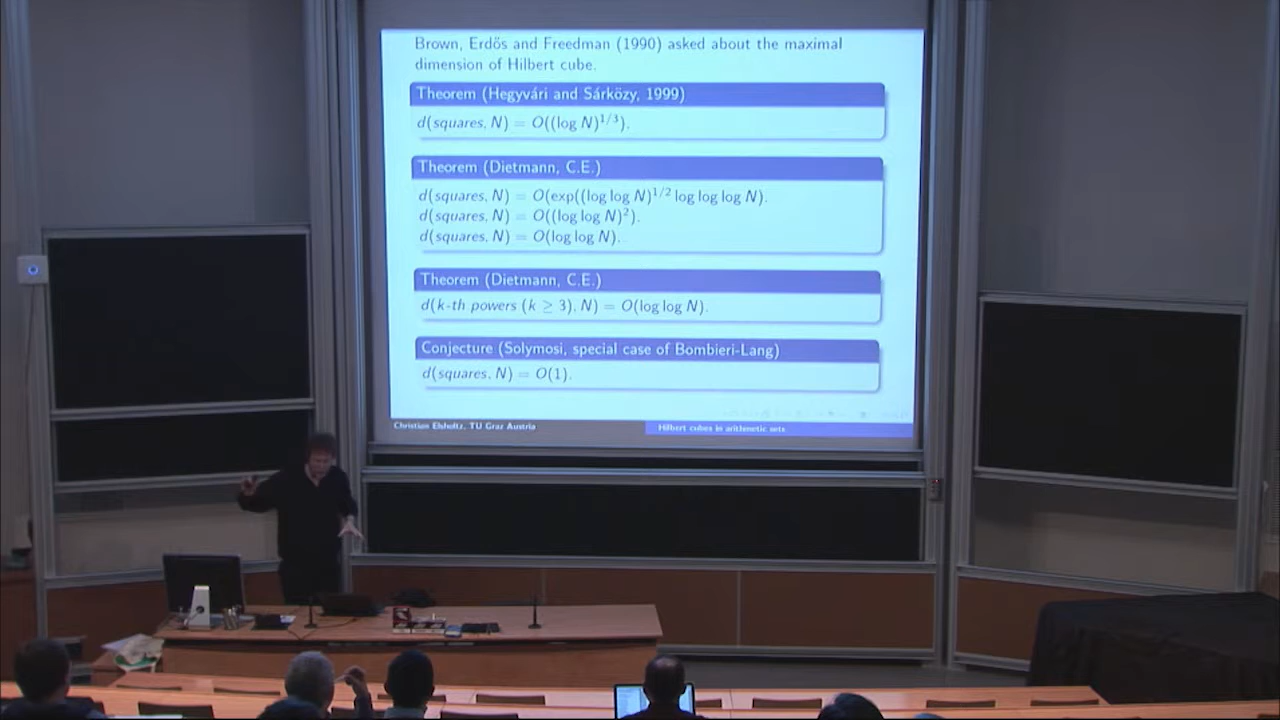 Brown, Erdős and Freedman (1990) asked about the maximal
dimension of Hilbert cube.
Theorem (Hegyvári and Sárközy, 1999)
d(squares, N) = O((log N)^{1/3}).
Theorem (Dietmann, C.E.)
d(squares, N) = O(exp((log log N)^{1/2} log log log N).
d(squares, N) = O((log log N)^2).
d(squares, N) = O(log log N).
Theorem (Dietmann, C.E.)
d(k-th powers (k ≥ 3), N) = O(log log N).
Conjecture (Solymosi, special case of Bombieri-Lang)
d(squares, N) = O(1).
Christian Elsholtz, TU Graz Austria
Hilbert cubes in arithmetic sets